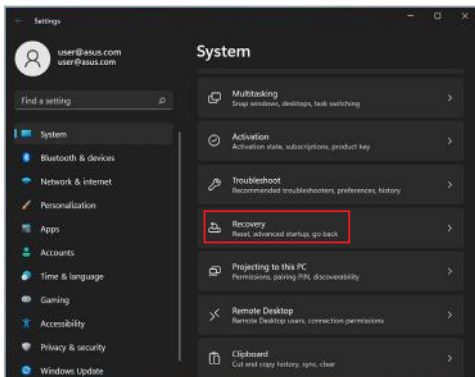 Settings
user@asus.com
user@asus.com
Find a setting
System
Bluetooth & devices
Network & internet
Personalization
Apps
Accounts
Time & language
Gaming
Accessibility
Privacy & security
Windows Update
System
Multitasking
Snap windows, desktops, task switching
Activation
Activation state, subscriptions, product key
Troubleshoot
Recommended troubleshooters, preferences, history
Recovery
Reset, advanced startup, go back
Projecting to this PC
Permissions, pairing PIN, discoverability
Remote Desktop
Remote Desktop users, connection permissions
Clipboard
Cut and copy history, sync, clear